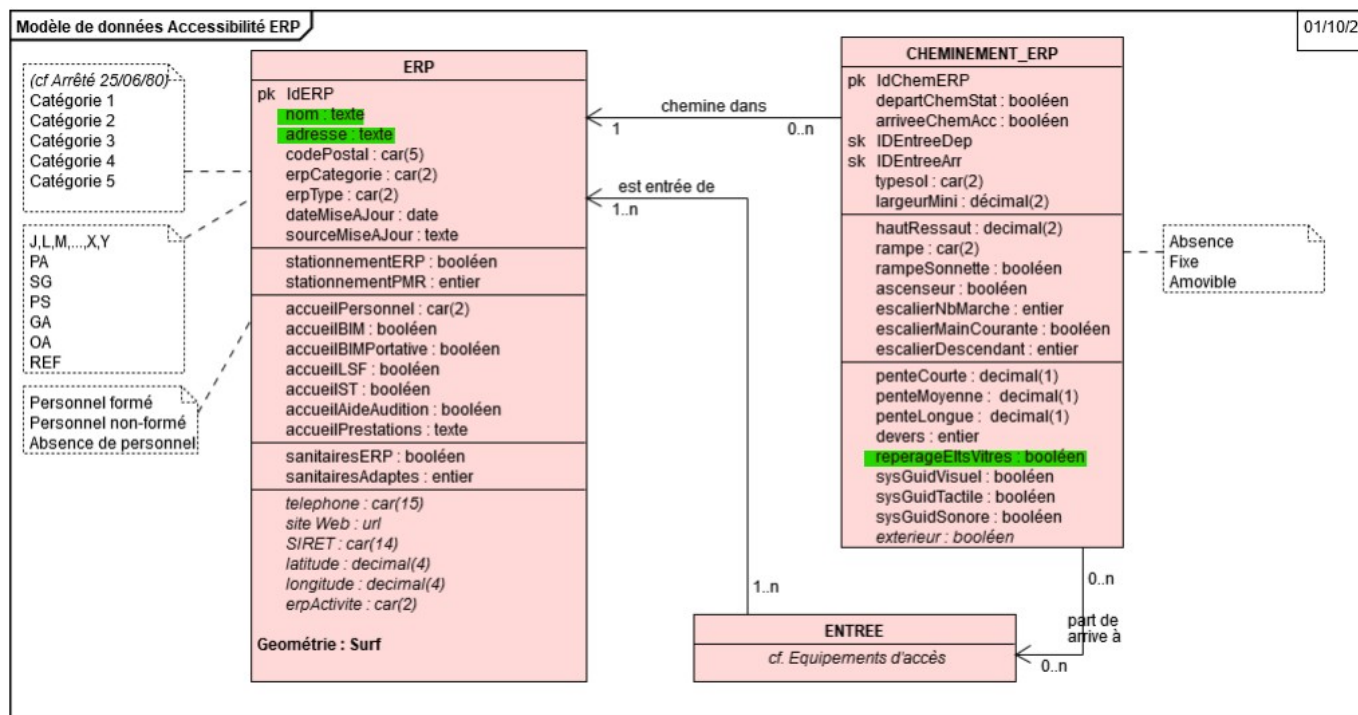 Modèle de données Accessibilité ERP
01/10/2
(cf Arrêté 25/06/80)
Catégorie 1
Catégorie 2
Catégorie 3
Catégorie 4
Catégorie 5
J,L,M,...,X,Y
PA
SG
PS
GA
OA
REF
Personnel formé
Personnel non-formé
Absence de personnel
ERP
pk IdERP
nom : texte
adresse : texte
codePostal : car(5)
erpCategorie : car(2)
erpType : car(2)
dateMiseAJour : date
sourceMiseAJour : texte
stationnementERP : booléen
stationnementPMR : entier
accueilPersonnel : car(2)
accueilBIM : booléen
accueilBIMPortative : booléen
accueilLSF : booléen
accueilST : booléen
accueilAideAudition : booléen
accueilPrestations : texte
sanitairesERP : booléen
sanitairesAdaptes : entier
telephone : car(15)
site Web : url
SIRET : car(14)
latitude : decimal(4)
longitude : decimal(4)
erpActivite : car(2)
Geométrie : Surf
chemine dans
1
0..n
est entrée de
1..n
1..n
CHEMINEMENT_ERP
pk IdChemERP
departChemStat : booléen
arriveeChemAcc : booléen
sk IDEntreeDep
sk IDEntreeArr
typesol : car(2)
largeurMini : décimal(2)
hautRessaut : decimal(2)
rampe : car(2)
rampeSonnette : booléen
ascenseur : booléen
escalierNbMarche : entier
escalierMainCourante : booléen
escalierDescendant : entier
penteCourte : decimal(1)
penteMoyenne : decimal(1)
penteLongue : decimal(1)
devers : entier
reperageEltsVitres : booléen
sysGuidVisuel : booléen
sysGuidTactile : booléen
sysGuidSonore : booléen
exterieur : booléen
Absence
Fixe
Amovible
0..n
part de
arrive à
0..n
ENTREE
cf. Equipements d'accès